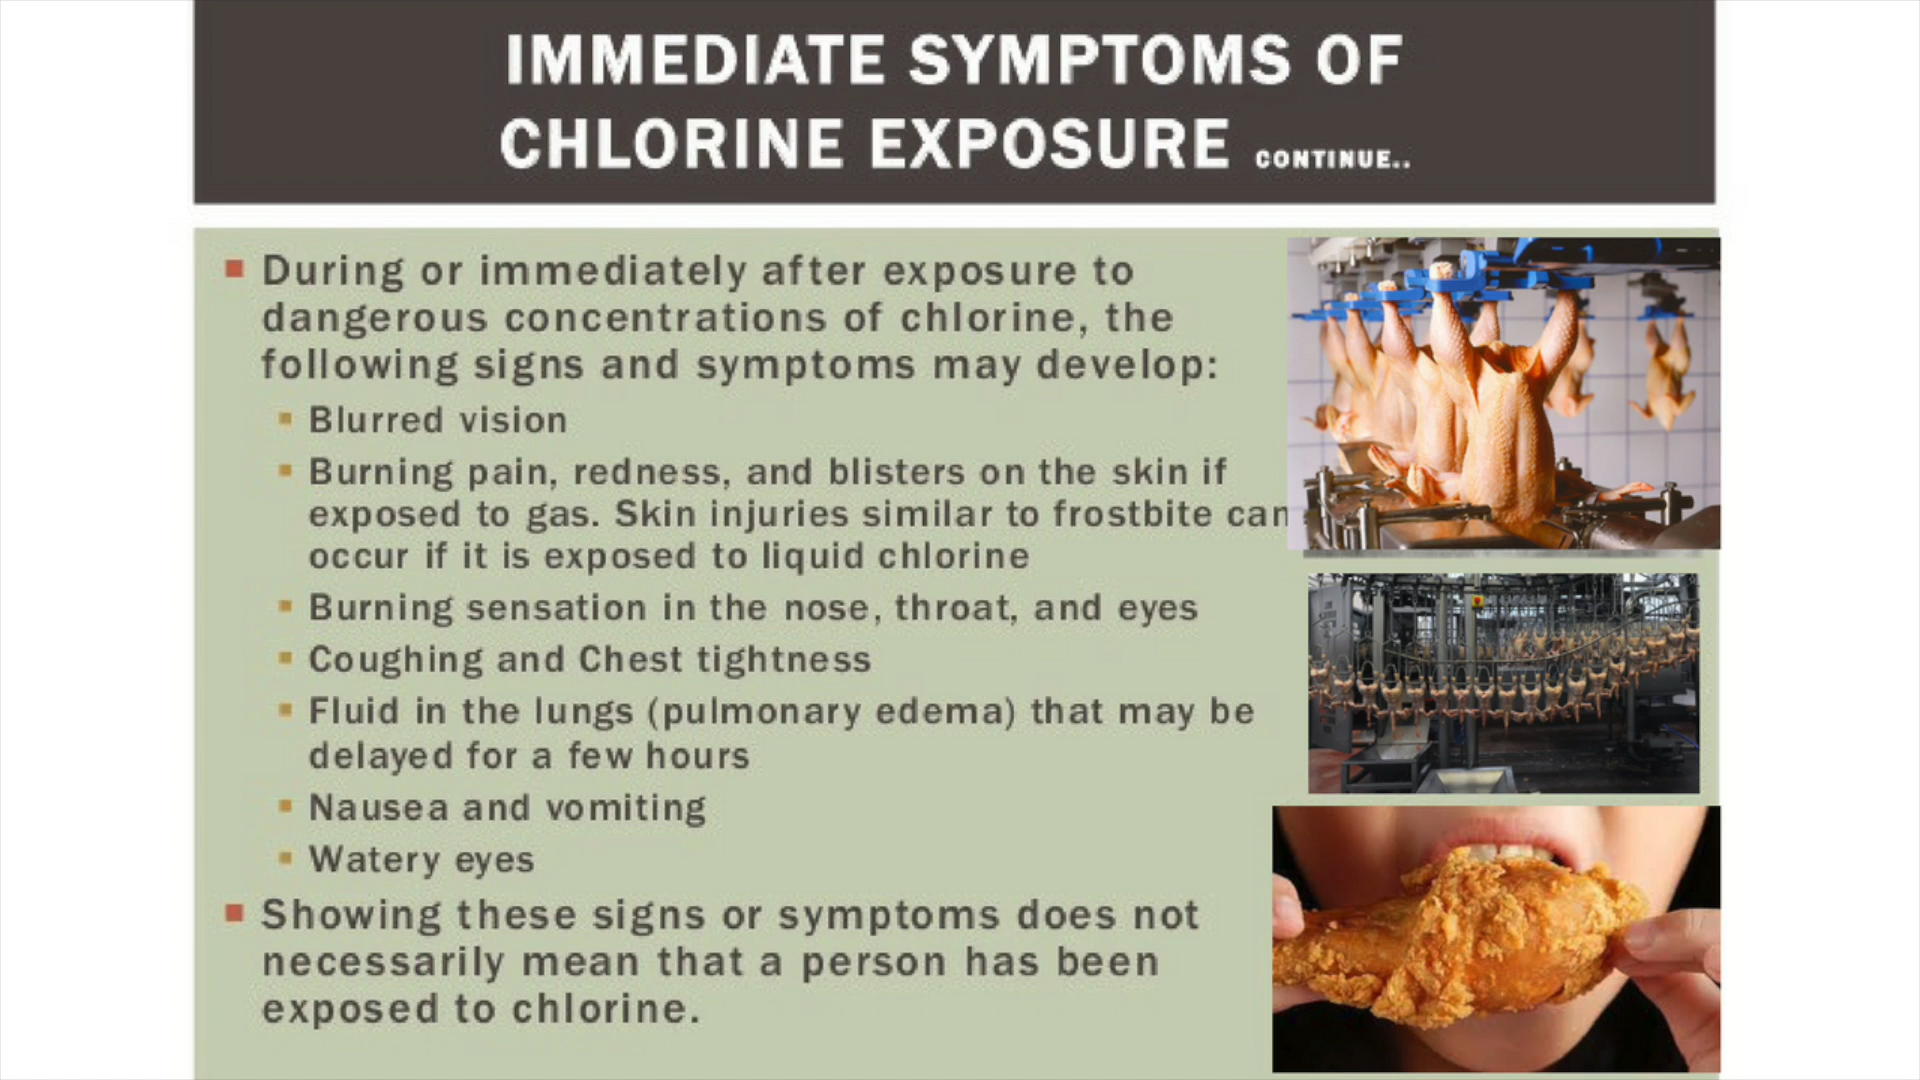 IMMEDIATE SYMPTOMS OF
CHLORINE EXPOSURE CONTINUE..
During or immediately after exposure to
dangerous concentrations of chlorine, the
following signs and symptoms may develop:
Blurred vision
Burning pain, redness, and blisters on the skin if
exposed to gas. Skin injuries similar to frostbite can
occur if it is exposed to liquid chlorine
Burning sensation in the nose, throat, and eyes
Coughing and Chest tightness
Fluid in the lungs (pulmonary edema) that may be
delayed for a few hours
Nausea and vomiting
Watery eyes
Showing these signs or symptoms does not
necessarily mean that a person has been
exposed to chlorine.